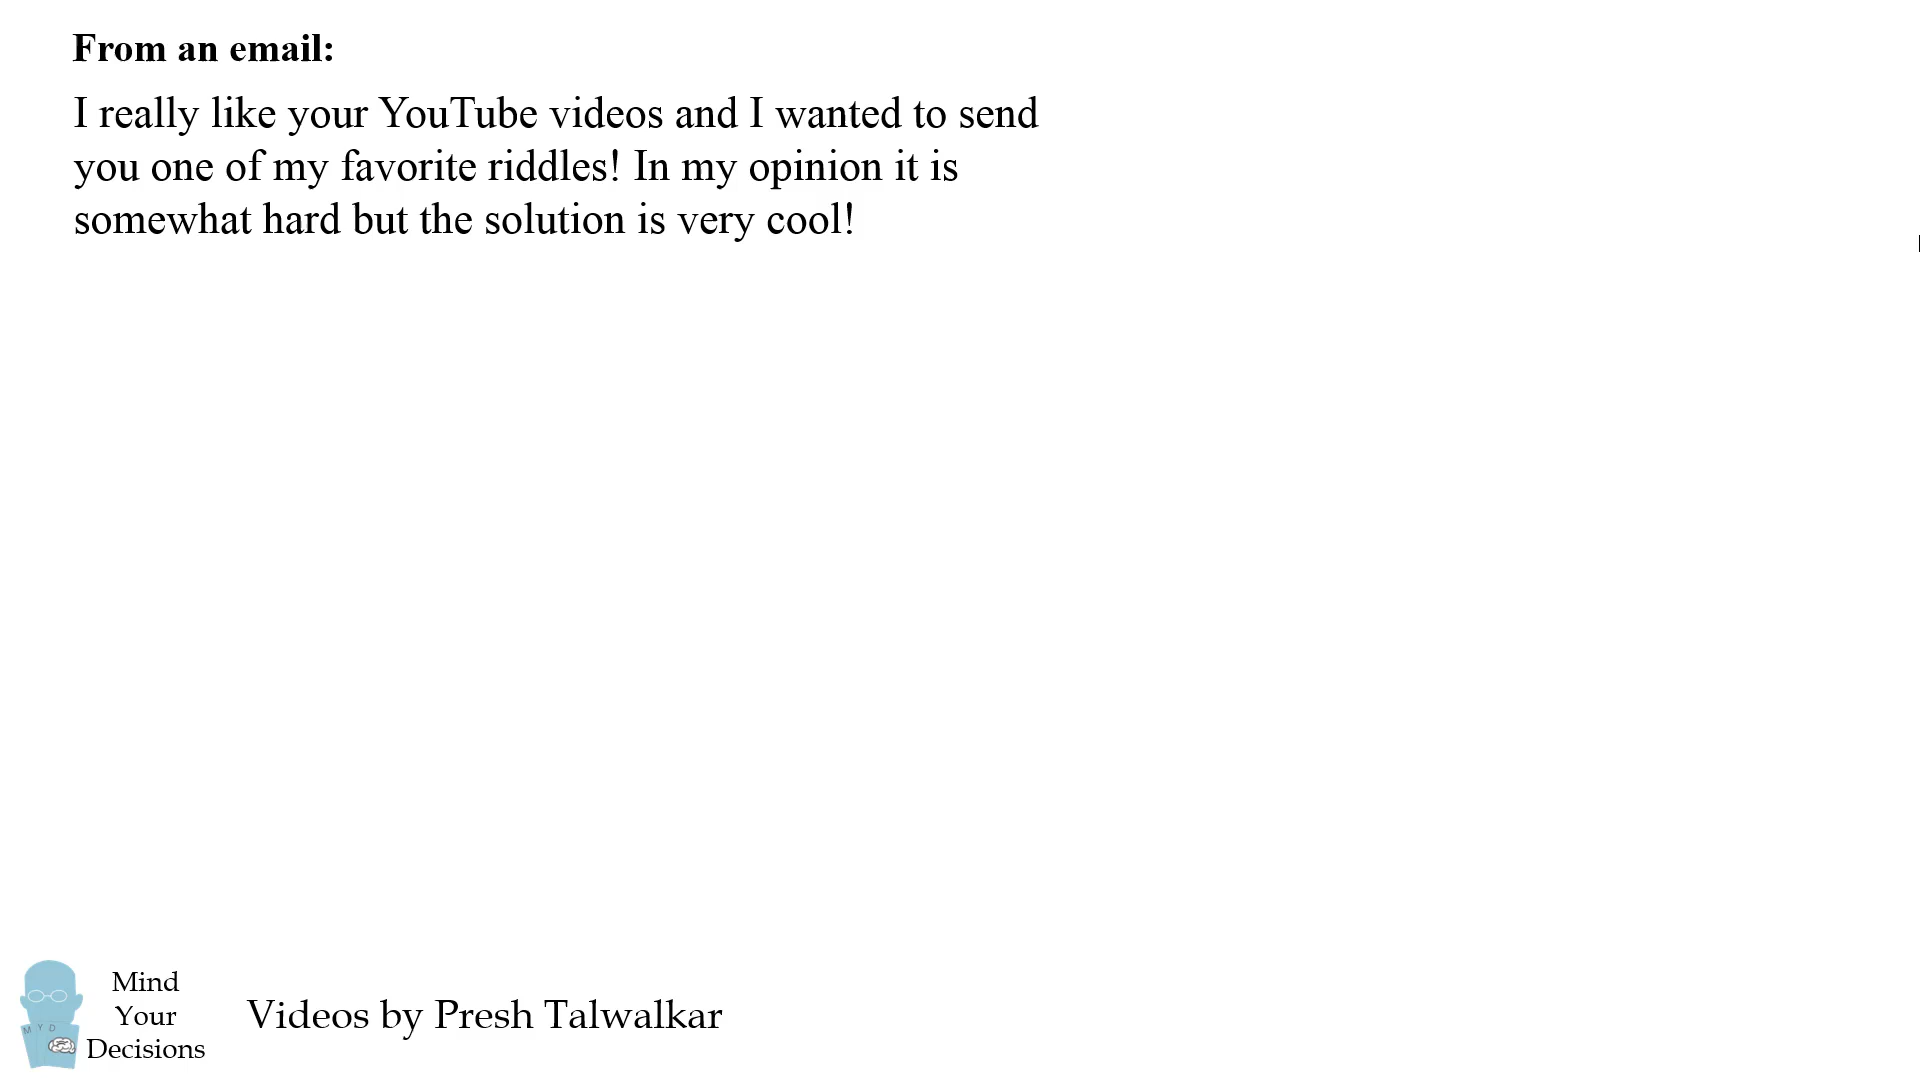 From an email:
I really like your YouTube videos and I wanted to send
you one of my favorite riddles! In my opinion it is
somewhat hard but the solution is very cool!
M Y D
Mind
Your
Decisions
Videos by Presh Talwalkar